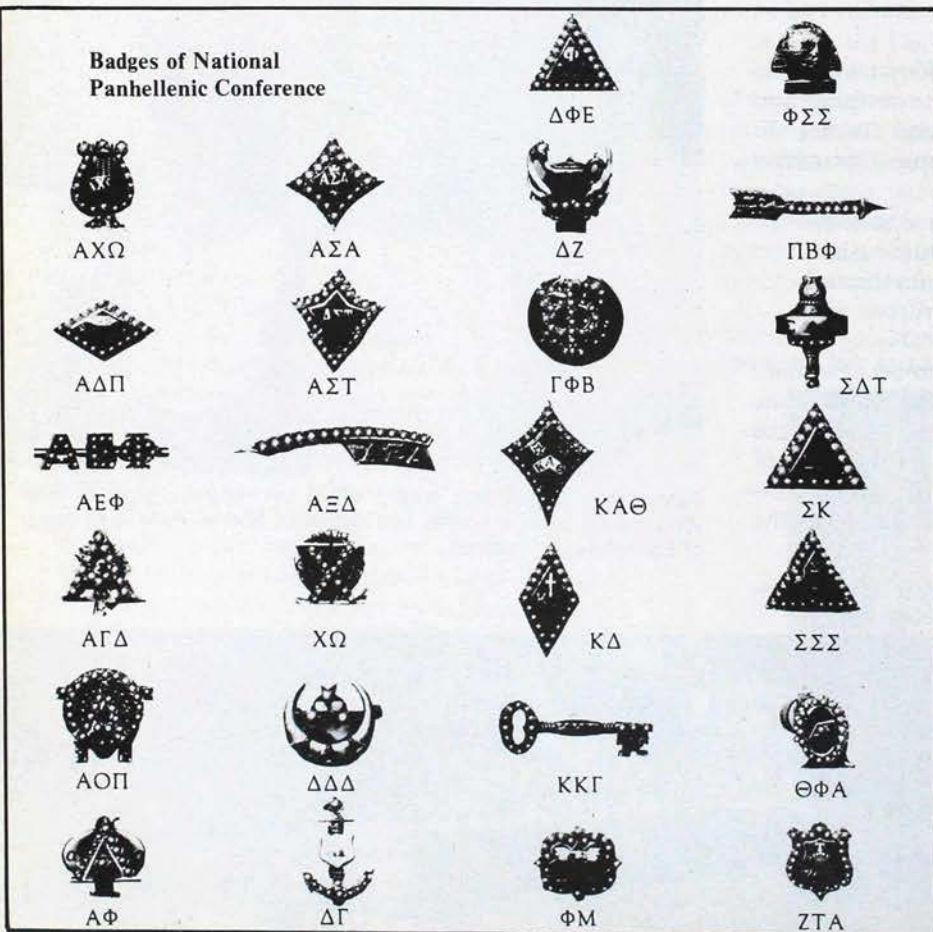 Badges of National
Panhellenic Conference
ΔΦΕ
ΦΣΣ
ΑΧΩ
ΑΣΑ
ΔΖ
ΠΒΦ
ΑΔΠ
ΑΣΤ
ΓΦΒ
ΣΔΤ
ΑΕΦ
ΑΞΔ
ΚΑΘ
ΣΚ
ΑΓΔ
ΧΩ
ΚΔ
ΣΣΣ
ΑΟΠ
ΔΔΔ
ΚΚΓ
ΘΦΑ
ΑΦ
ΔΓ
ΦΜ
ΖΤΑ